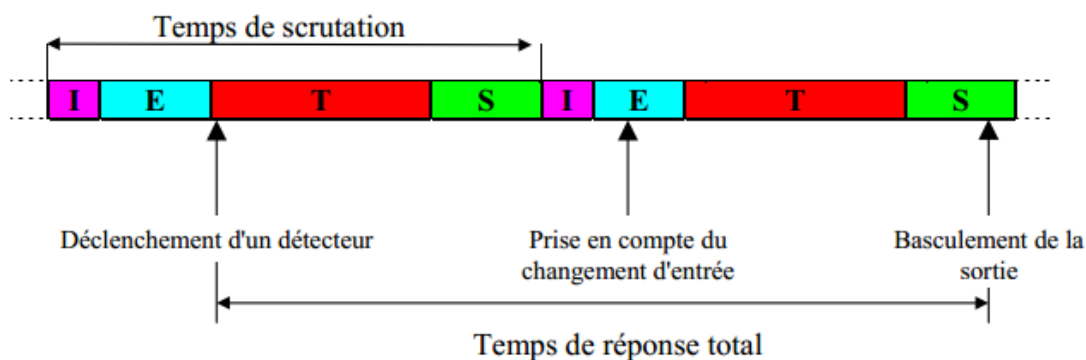 Temps de scrutation
I E T S I E T S
Déclenchement d'un détecteur
Prise en compte du
changement d'entrée
Basculement de la
sortie
Temps de réponse total